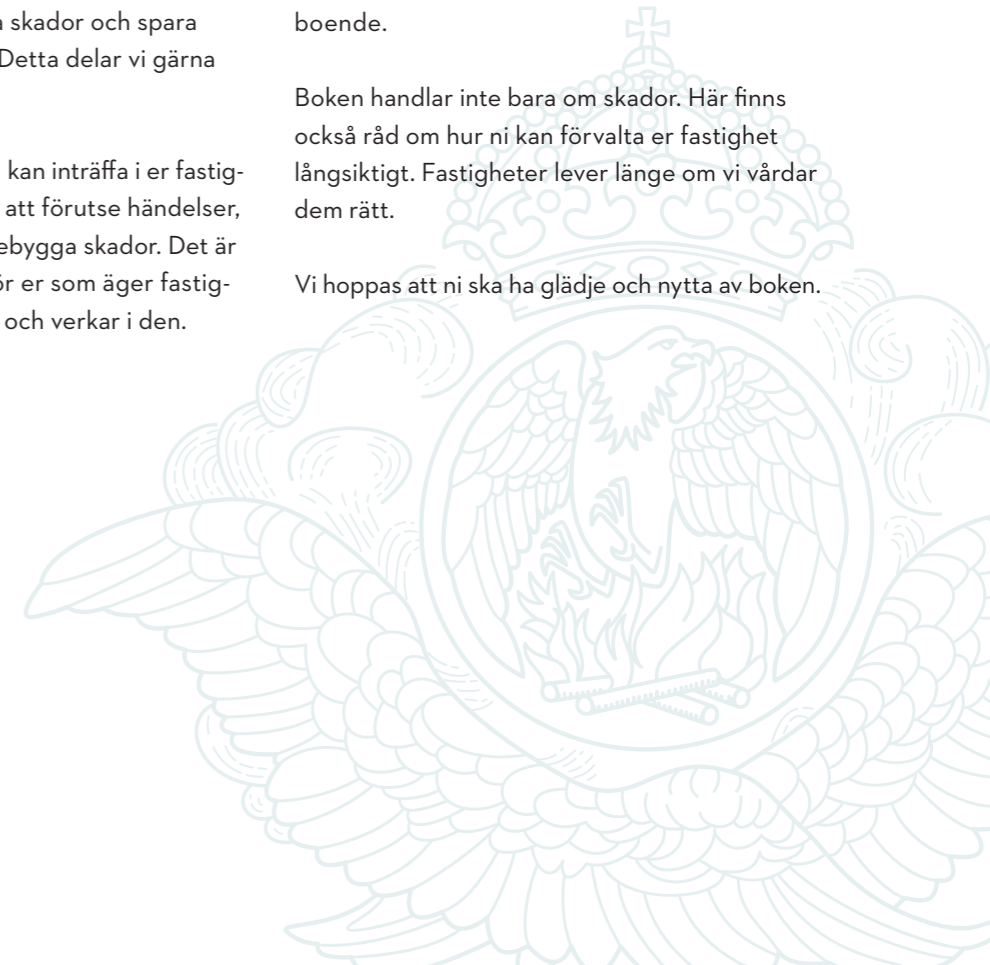 skador och spara
Detta delar vi gärna
kan inträffa i er fastig-
att förutse händelser,
ebygga skador. Det är
ör er som äger fastig-
och verkar i den.
boende.
Boken handlar inte bara om skador. Här finns
också råd om hur ni kan förvalta er fastighet
långsiktigt. Fastigheter lever länge om vi vårdar
dem rätt.
Vi hoppas att ni ska ha glädje och nytta av boken.